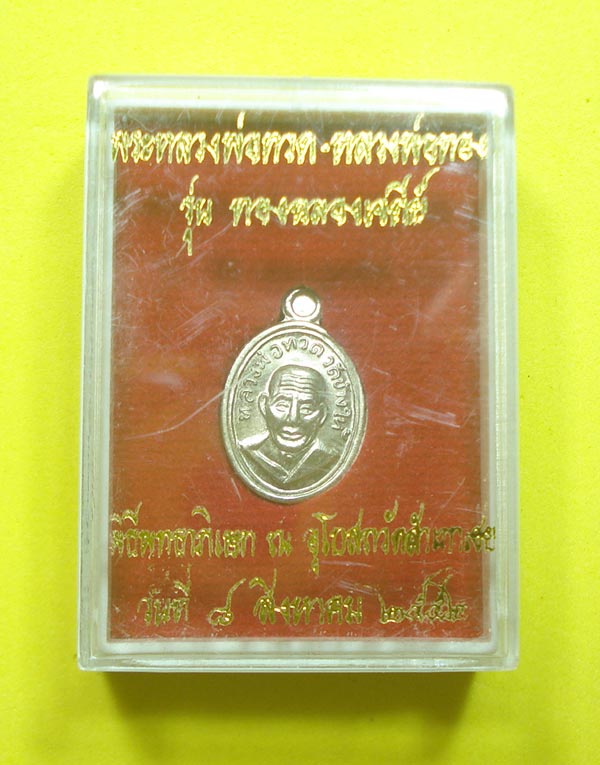 พระหลวงพ่อทวด-หลวงพ่อทอง
รุ่น ทองฉลองเจดีย์
หลวงพ่อทวดวัดช้างให้
พิธีพุทธาภิเษก ณ อุโบสถวัดสำเภาเชย
วันที่ ๘ สิงหาคม